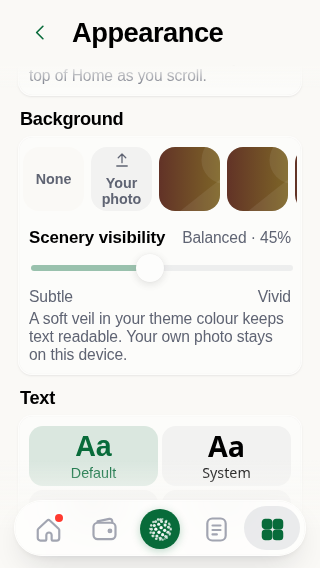 Appearance
top of Home as you scroll.
Background
None
Your
photo
Scenery visibility Balanced · 45%
Subtle Vivid
A soft veil in your theme colour keeps
text readable. Your own photo stays
on this device.
Text
Aa Aa
Default System